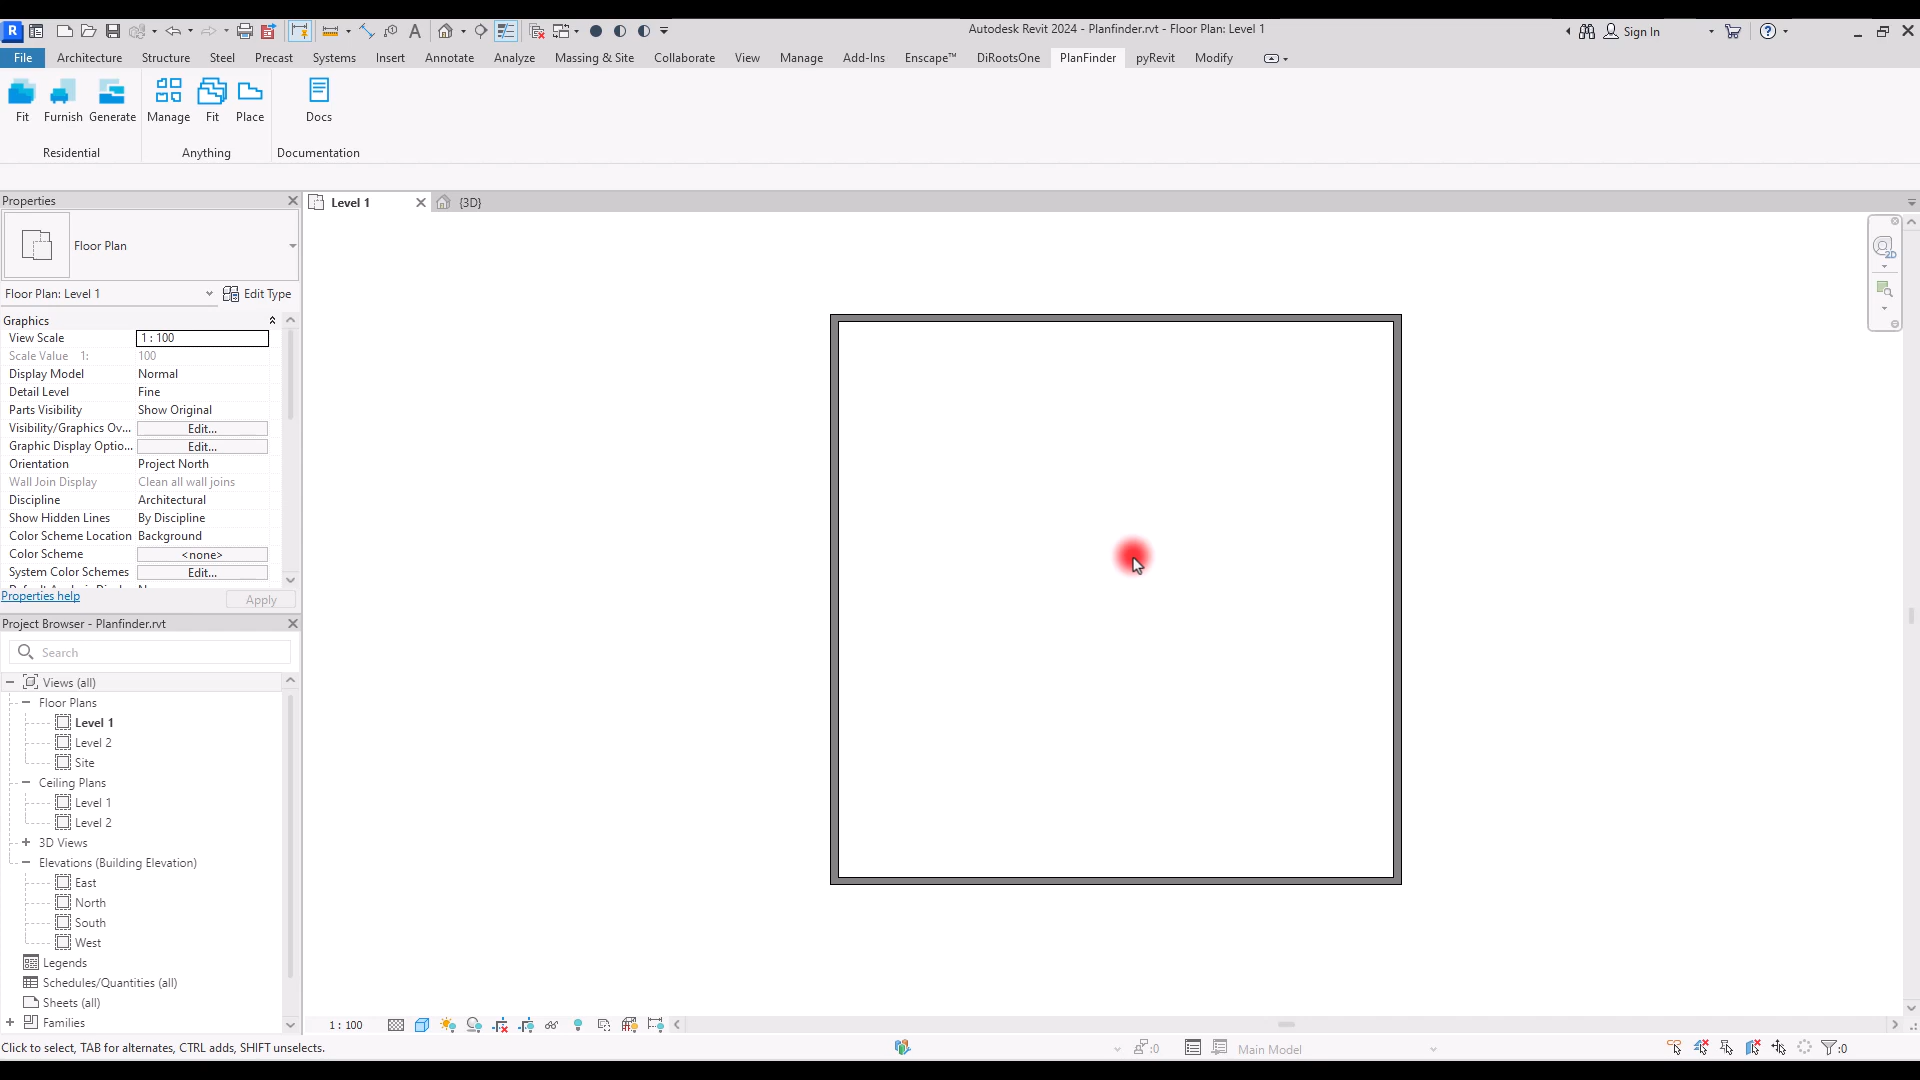 R
Autodesk Revit 2024 - Planfinder.rvt - Floor Plan: Level 1
Sign In
File Architecture Structure Steel Precast Systems Insert Annotate Analyze Massing & Site Collaborate View Manage Add-Ins Enscape™ DiRootsOne PlanFinder pyRevit Modify
Fit Furnish Generate Manage Fit Place Docs
Residential Anything Documentation
Properties
Level 1 {3D}
Floor Plan
Floor Plan: Level 1 Edit Type
2D
Graphics
View Scale 1 : 100
Scale Value 1: 100
Display Model Normal
Detail Level Fine
Parts Visibility Show Original
Visibility/Graphics Ov... Edit...
Graphic Display Optio... Edit...
Orientation Project North
Wall Join Display Clean all wall joins
Discipline Architectural
Show Hidden Lines By Discipline
Color Scheme Location Background
Color Scheme <none>
System Color Schemes Edit...
Properties help Apply
Project Browser - Planfinder.rvt
Search
Views (all)
Floor Plans
Level 1
Level 2
Site
Ceiling Plans
Level 1
Level 2
3D Views
Elevations (Building Elevation)
East
North
South
West
Legends
Schedules/Quantities (all)
Sheets (all)
Families
1 : 100
Click to select, TAB for alternates, CTRL adds, SHIFT unselects.
:0
Main Model
:0